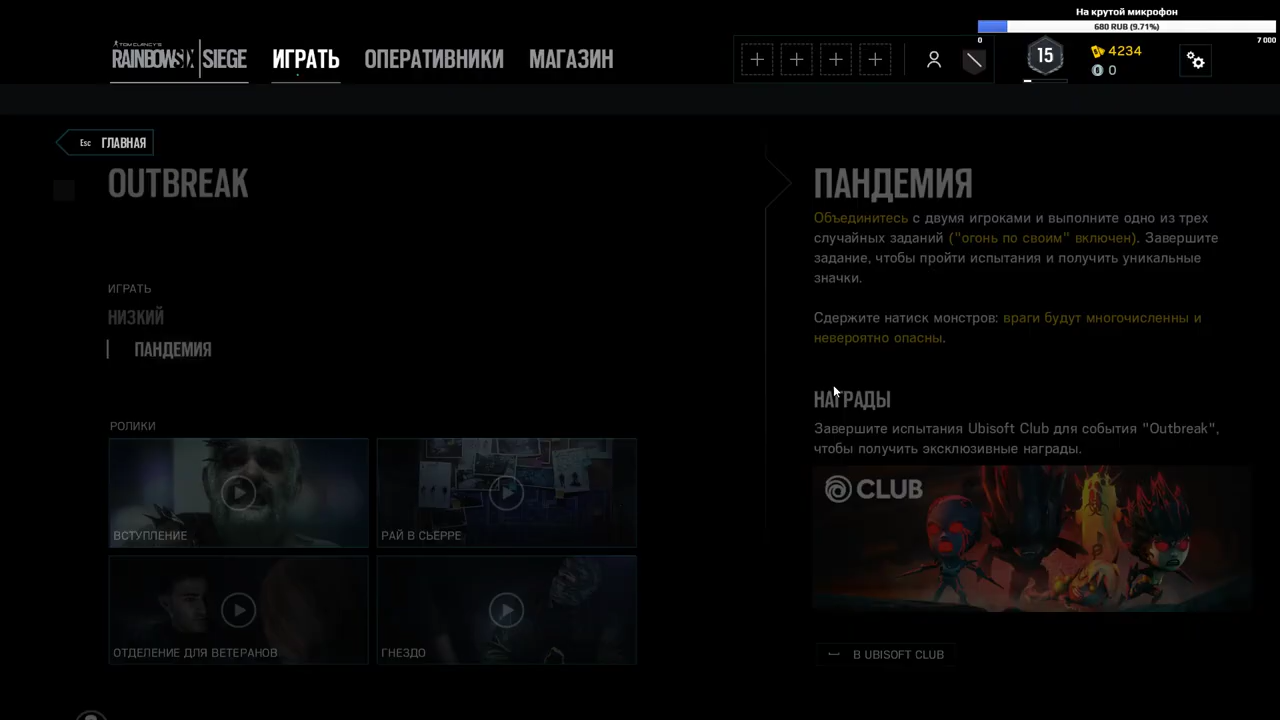 На крутой микрофон
680 RUB (9.71%)
0
7 000
TOM CLANCY'S
RAINBOW SIX | SIEGE
ИГРАТЬ
ОПЕРАТИВНИКИ
МАГАЗИН
15
4234
0
Esc ГЛАВНАЯ
OUTBREAK
ИГРАТЬ
НИЗКИЙ
ПАНДЕМИЯ
РОЛИКИ
ВСТУПЛЕНИЕ
РАЙ В СЬЕРРЕ
ОТДЕЛЕНИЕ ДЛЯ ВЕТЕРАНОВ
ГНЕЗДО
ПАНДЕМИЯ
Объединитесь с двумя игроками и выполните одно из трех
случайных заданий ("огонь по своим" включен). Завершите
задание, чтобы пройти испытания и получить уникальные
значки.
Сдержите натиск монстров: враги будут многочисленны и
невероятно опасны.
НАГРАДЫ
Завершите испытания Ubisoft Club для события "Outbreak",
чтобы получить эксклюзивные награды.
CLUB
В UBISOFT CLUB